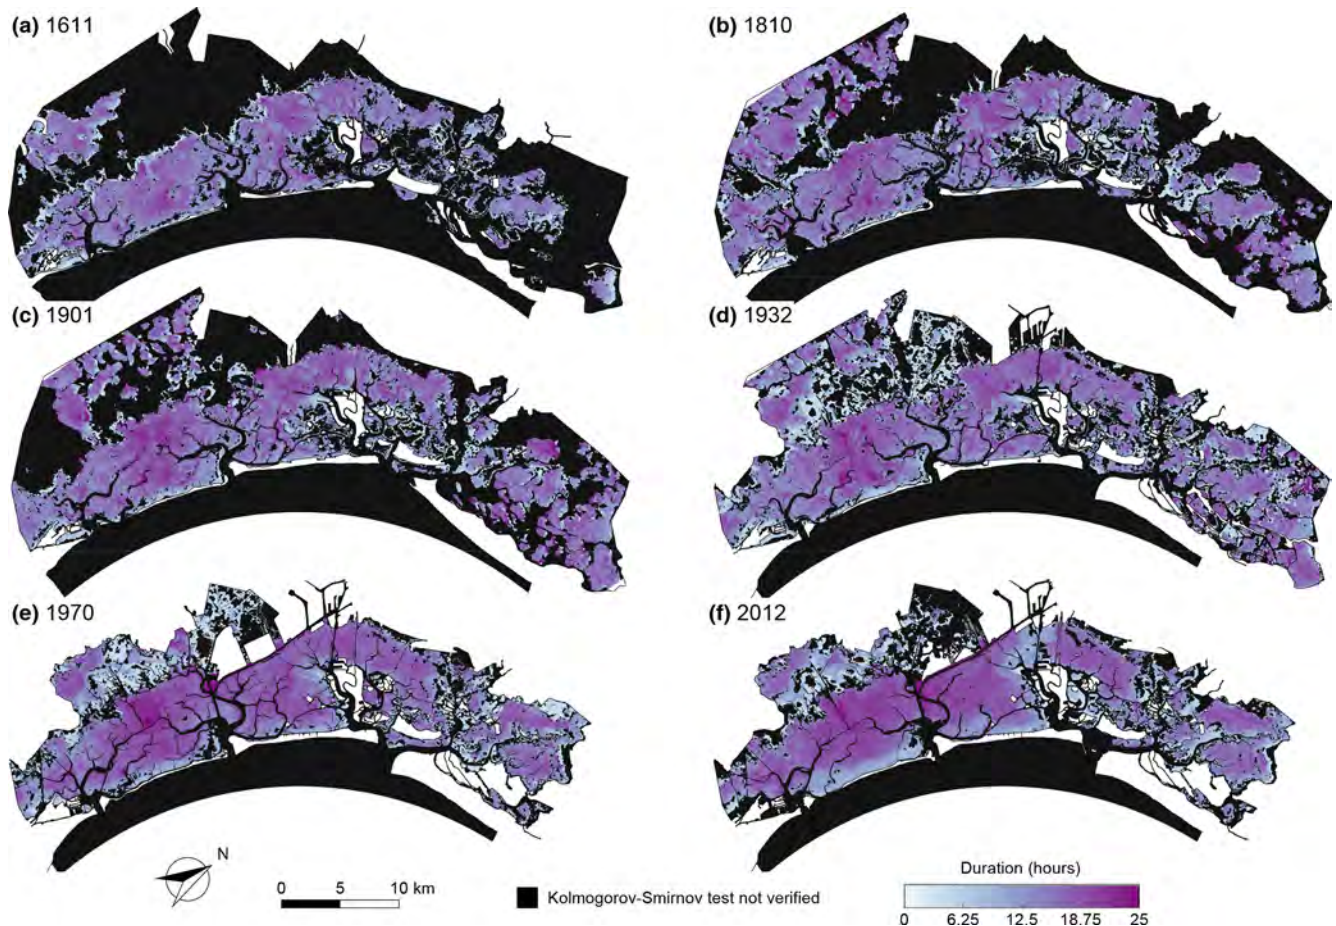 (a) 1611
(b) 1810
(c) 1901
(d) 1932
(e) 1970
(f) 2012
N
0 5 10 km
Kolmogorov-Smirnov test not verified
Duration (hours)
0 6.25 12.5 18.75 25